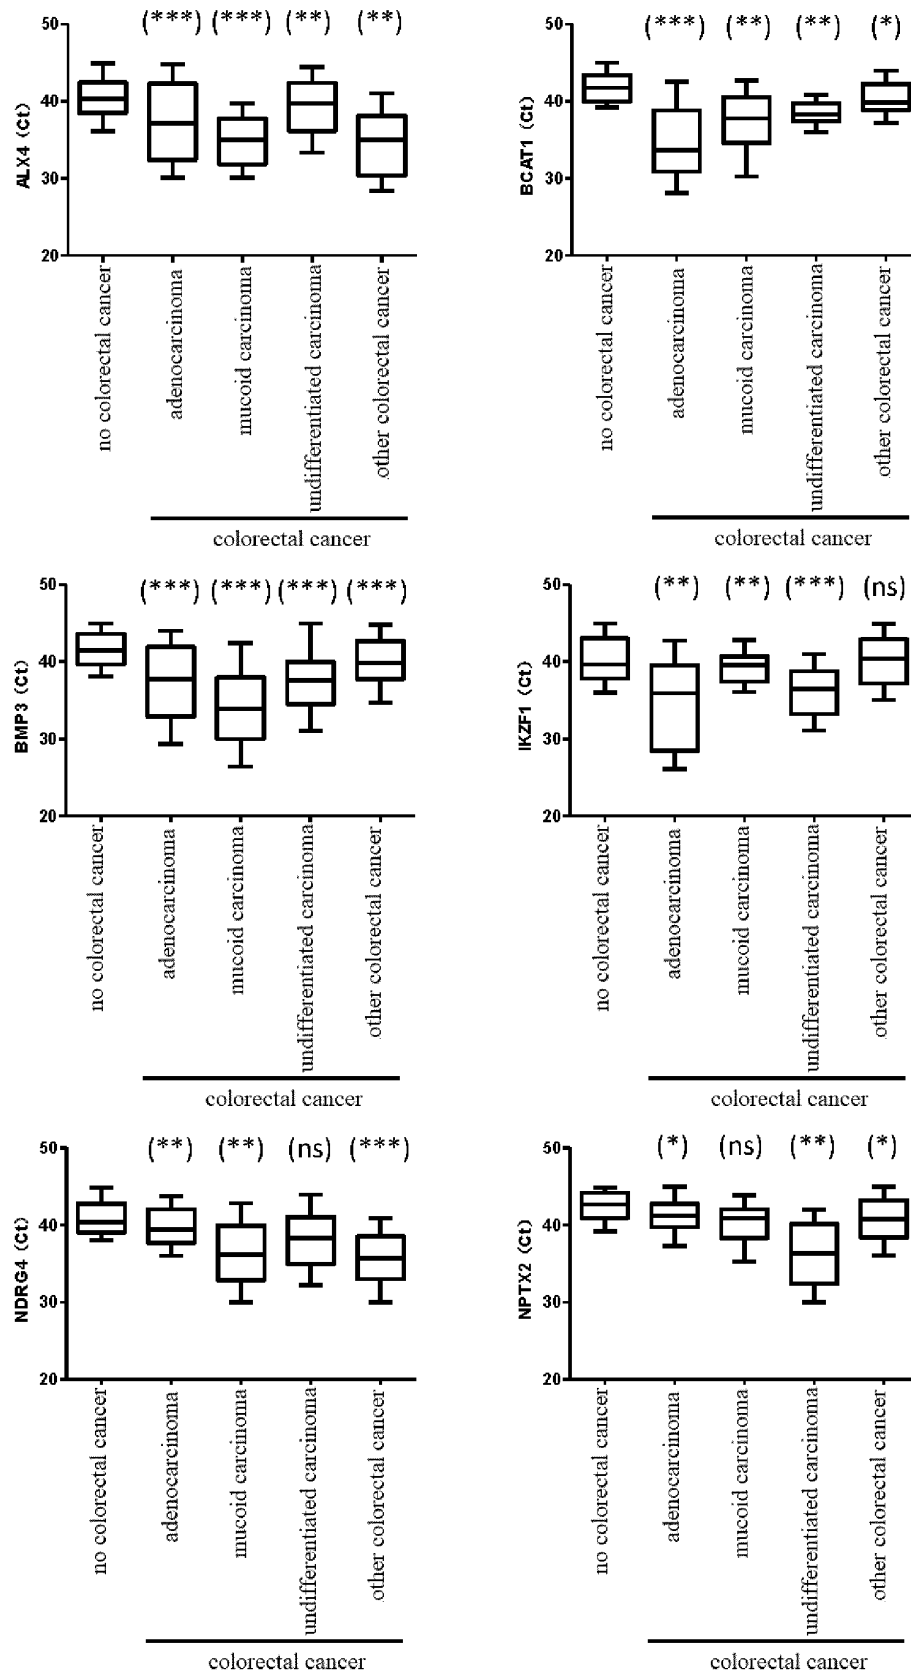 50 (***) (***) (**) (**)
40
30
20
ALX4 (Ct)
no colorectal cancer
adenocarcinoma
mucoid carcinoma
undifferentiated carcinoma
other colorectal cancer
colorectal cancer
50 (***) (**) (**) (*)
40
30
20
BCAT1 (Ct)
no colorectal cancer
adenocarcinoma
mucoid carcinoma
undifferentiated carcinoma
other colorectal cancer
colorectal cancer
50 (***) (***) (***) (***)
40
30
20
BMP3 (Ct)
no colorectal cancer
adenocarcinoma
mucoid carcinoma
undifferentiated carcinoma
other colorectal cancer
colorectal cancer
50 (**) (**) (***) (ns)
40
30
20
IKZF1 (Ct)
no colorectal cancer
adenocarcinoma
mucoid carcinoma
undifferentiated carcinoma
other colorectal cancer
colorectal cancer
50 (**) (**) (ns) (***)
40
30
20
NDRG4 (Ct)
no colorectal cancer
adenocarcinoma
mucoid carcinoma
undifferentiated carcinoma
other colorectal cancer
colorectal cancer
50 (*) (ns) (**) (*)
40
30
20
NPTX2 (Ct)
no colorectal cancer
adenocarcinoma
mucoid carcinoma
undifferentiated carcinoma
other colorectal cancer
colorectal cancer